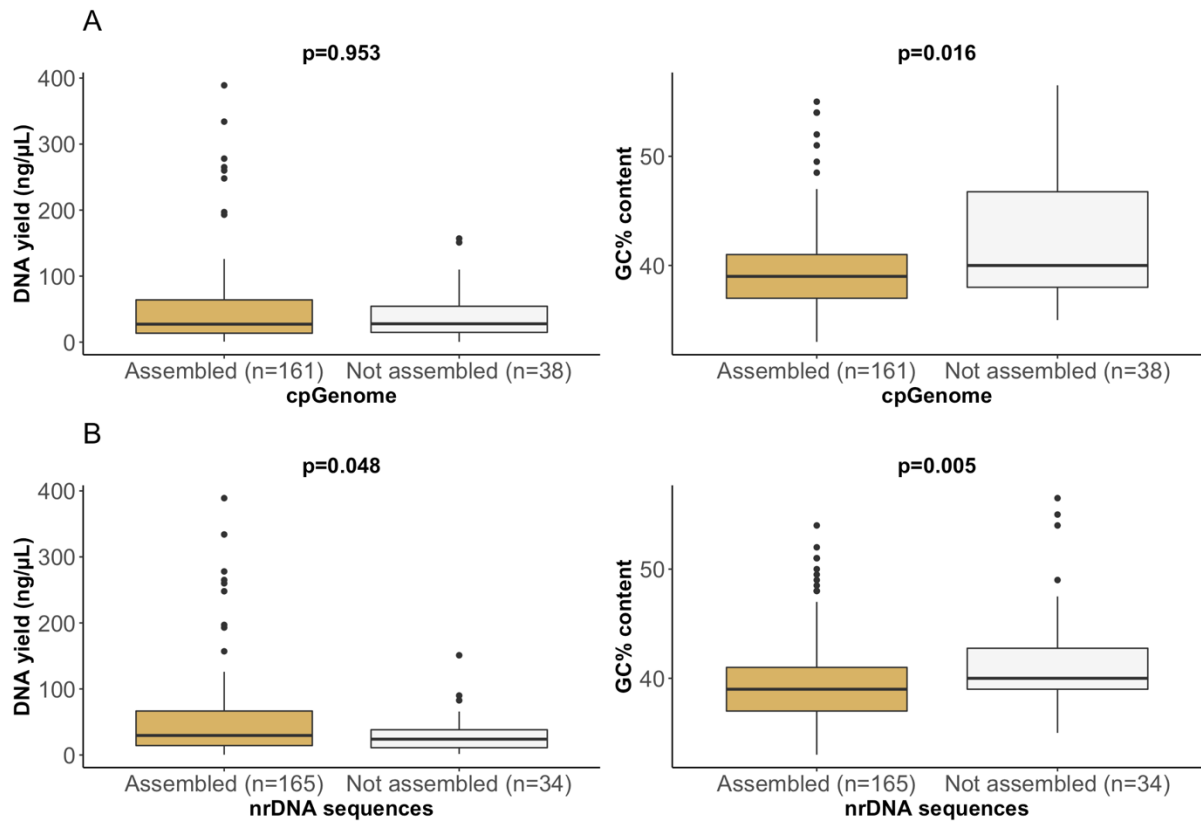 A
p=0.953
DNA yield (ng/µL)
400
300
200
100
0
Assembled (n=161) Not assembled (n=38)
cpGenome
p=0.016
GC% content
50
40
Assembled (n=161) Not assembled (n=38)
cpGenome
B
p=0.048
DNA yield (ng/µL)
400
300
200
100
0
Assembled (n=165) Not assembled (n=34)
nrDNA sequences
p=0.005
GC% content
50
40
Assembled (n=165) Not assembled (n=34)
nrDNA sequences